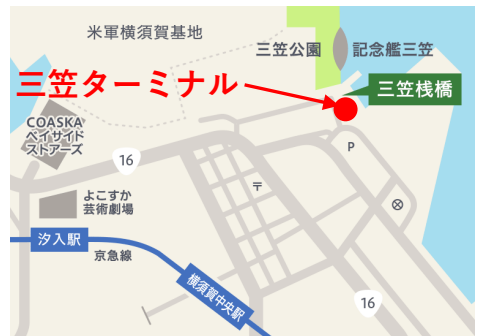 米軍横須賀基地
三笠公園
記念艦三笠
三笠ターミナル
三笠桟橋
COASKA
ベイサイド
ストアーズ
16
P
〒
よこすか
芸術劇場
汐入駅
京急線
横須賀中央駅
16